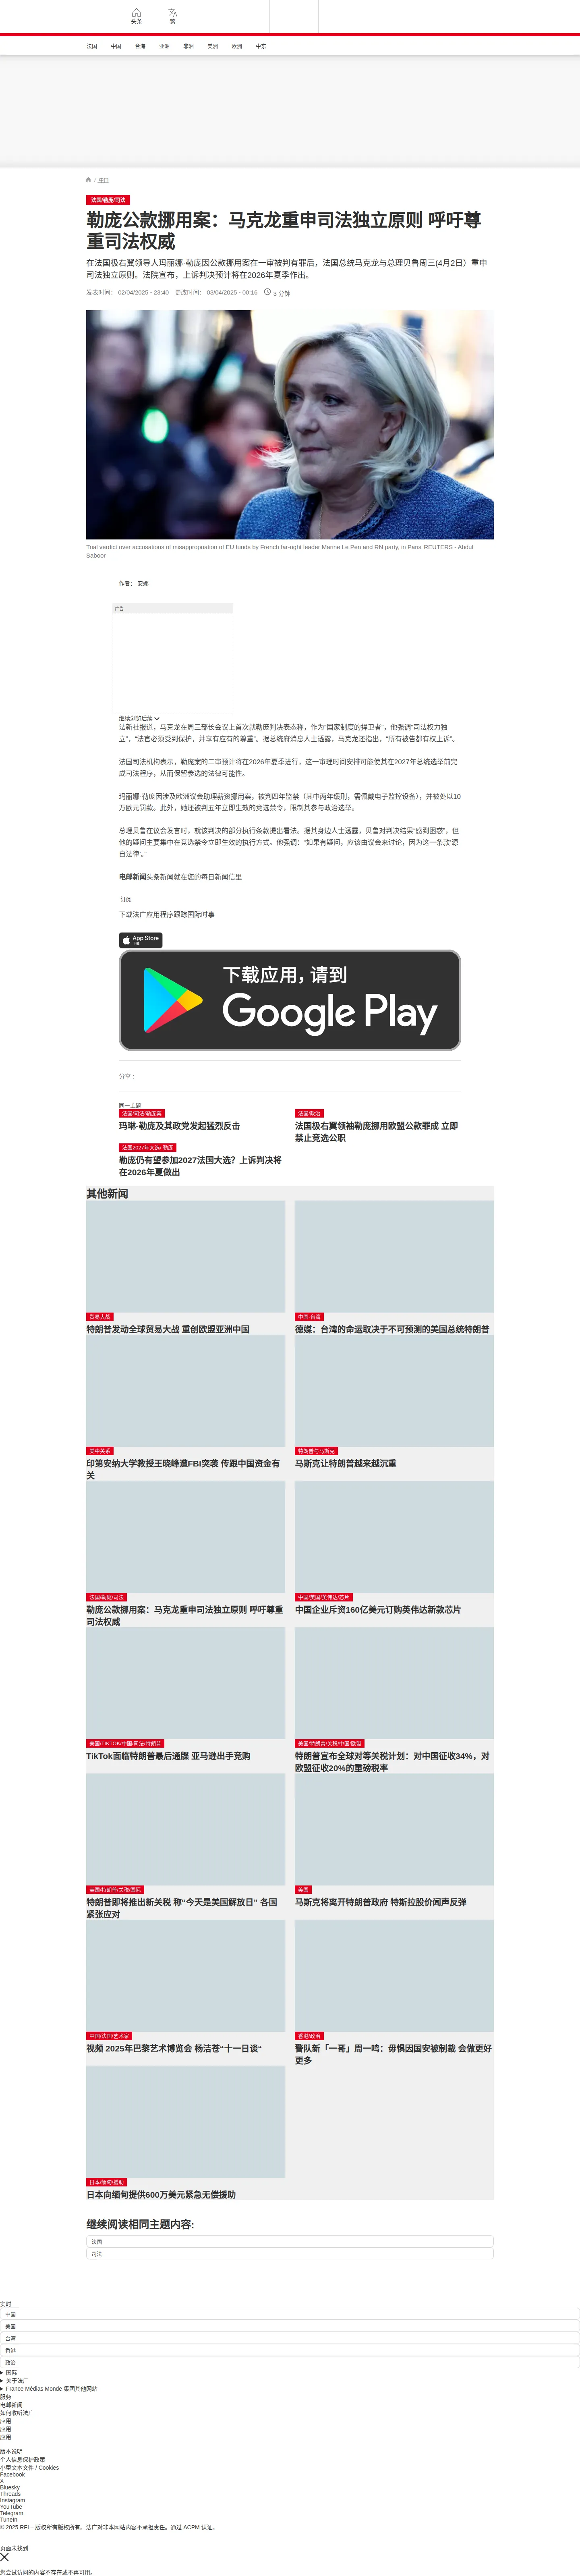 头条
繁
法国
中国
台海
亚洲
非洲
美洲
欧洲
中东
/ 中国
法国/勒庞/司法
勒庞公款挪用案：马克龙重申司法独立原则 呼吁尊
重司法权威
在法国极右翼领导人玛丽娜·勒庞因公款挪用案在一审被判有罪后，法国总统马克龙与总理贝鲁周三(4月2日）重申
司法独立原则。法院宣布，上诉判决预计将在2026年夏季作出。
发表时间： 02/04/2025 - 23:40 更改时间： 03/04/2025 - 00:16 3 分钟
Trial verdict over accusations of misappropriation of EU funds by French far-right leader Marine Le Pen and RN party, in Paris REUTERS - Abdul
Saboor
作者： 安娜
广告
继续浏览后续
法新社报道，马克龙在周三部长会议上首次就勒庞判决表态称，作为“国家制度的捍卫者”，他强调“司法权力独
立”，“法官必须受到保护，并享有应有的尊重”。据总统府消息人士透露，马克龙还指出，“所有被告都有权上诉”。
法国司法机构表示，勒庞案的二审预计将在2026年夏季进行，这一审理时间安排可能使其在2027年总统选举前完
成司法程序，从而保留参选的法律可能性。
玛丽娜·勒庞因涉及欧洲议会助理薪资挪用案，被判四年监禁（其中两年缓刑，需佩戴电子监控设备），并被处以10
万欧元罚款。此外，她还被判五年立即生效的竞选禁令，限制其参与政治选举。
总理贝鲁在议会发言时，就该判决的部分执行条款提出看法。据其身边人士透露，贝鲁对判决结果“感到困惑”，但
他的疑问主要集中在竞选禁令立即生效的执行方式。他强调：“如果有疑问，应该由议会来讨论，因为这一条款‘源
自法律’。”
电邮新闻头条新闻就在您的每日新闻信里
订阅
下载法广应用程序跟踪国际时事
App Store
下载
下载应用，请到
Google Play
分享 :
同一主题
法国/司法/勒庞案
玛琳-勒庞及其政党发起猛烈反击
法国/政治
法国极右翼领袖勒庞挪用欧盟公款罪成 立即
禁止竞选公职
法国2027年大选/ 勒庞
勒庞仍有望参加2027法国大选？上诉判决将
在2026年夏做出
其他新闻
贸易大战
特朗普发动全球贸易大战 重创欧盟亚洲中国
中国-台湾
德媒：台湾的命运取决于不可预测的美国总统特朗普
美中关系
印第安纳大学教授王晓峰遭FBI突袭 传跟中国资金有
关
特朗普与马斯克
马斯克让特朗普越来越沉重
法国/勒庞/司法
勒庞公款挪用案：马克龙重申司法独立原则 呼吁尊重
司法权威
中国/美国/英伟达/芯片
中国企业斥资160亿美元订购英伟达新款芯片
美国/TIKTOK/中国/司法/特朗普
TikTok面临特朗普最后通牒 亚马逊出手竞购
美国/特朗普/关税/中国/欧盟
特朗普宣布全球对等关税计划：对中国征收34%，对
欧盟征收20%的重磅税率
美国/特朗普/关税/国际
特朗普即将推出新关税 称“今天是美国解放日” 各国
紧张应对
美国
马斯克将离开特朗普政府 特斯拉股价闻声反弹
中国/法国/艺术家
视频 2025年巴黎艺术博览会 杨洁苍“十一日谈“
香港/政治
警队新「一哥」周一鸣：毋惧因国安被制裁 会做更好
更多
日本/缅甸/援助
日本向缅甸提供600万美元紧急无偿援助
继续阅读相同主题内容:
法国
司法
实时
中国
美国
台湾
香港
政治
国际
关于法广
France Médias Monde 集团其他网站
服务
电邮新闻
如何收听法广
应用
应用
应用
版本说明
个人信息保护政策
小型文本文件 / Cookies
Facebook
X
Bluesky
Threads
Instagram
YouTube
Telegram
TuneIn
© 2025 RFI – 版权所有版权所有。法广对非本网站内容不承担责任。通过 ACPM 认证。
页面未找到
您尝试访问的内容不存在或不再可用。